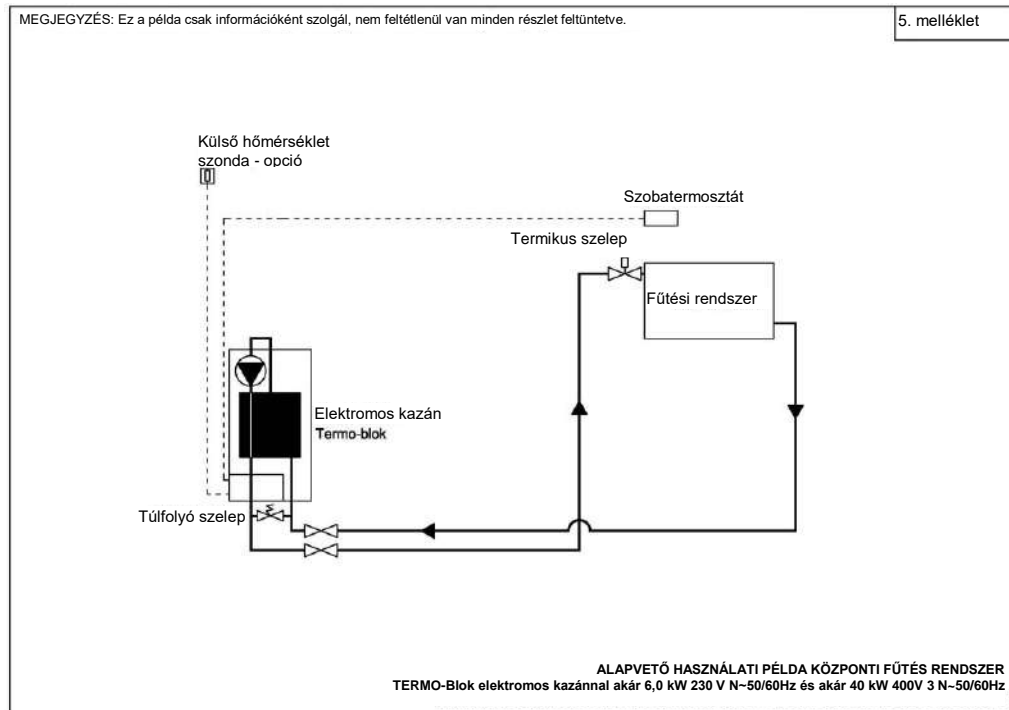 MEGJEGYZÉS: Ez a példa csak információként szolgál, nem feltétlenül van minden részlet feltüntetve.
5. melléklet
Külső hőmérséklet
szonda - opció
Szobatermosztát
Termikus szelep
Fűtési rendszer
Elektromos kazán
Termo-blok
Túlfolyó szelep
ALAPVETŐ HASZNÁLATI PÉLDA KÖZPONTI FŰTÉS RENDSZER
TERMO-Blok elektromos kazánnal akár 6,0 kW 230 V N~50/60Hz és akár 40 kW 400V 3 N~50/60Hz